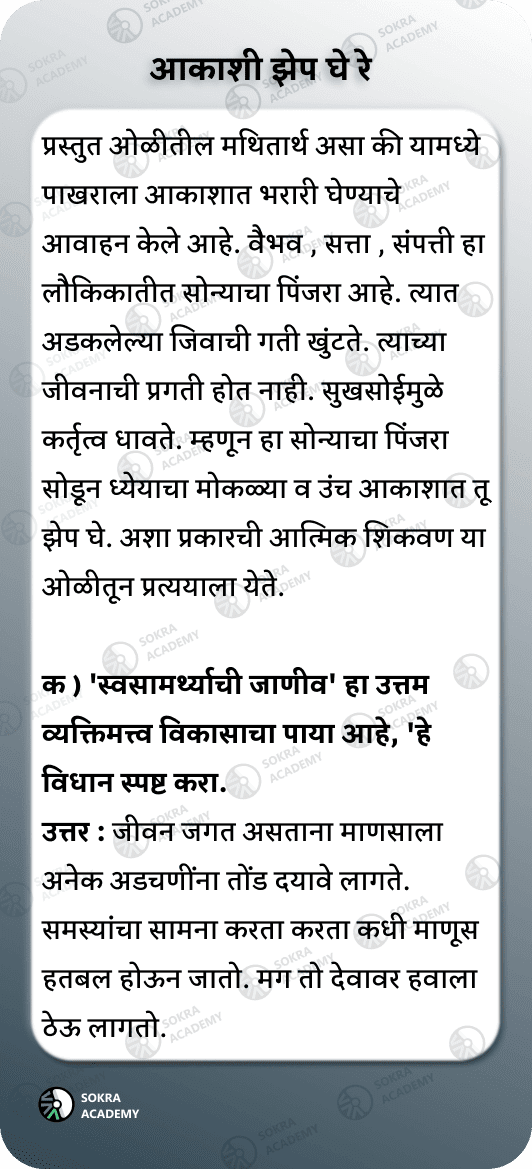 आकाशी झेप घे रे
प्रस्तुत ओळीतील मथितार्थ असा की यामध्ये
पाखराला आकाशात भरारी घेण्याचे
आवाहन केले आहे. वैभव , सत्ता , संपत्ती हा
लौकिकातीत सोन्याचा पिंजरा आहे. त्यात
अडकलेल्या जिवाची गती खुंटते. त्याच्या
जीवनाची प्रगती होत नाही. सुखसोईमुळे
कर्तृत्व धावते. म्हणून हा सोन्याचा पिंजरा
सोडून ध्येयाचा मोकळ्या व उंच आकाशात तू
झेप घे. अशा प्रकारची आत्मिक शिकवण या
ओळीतून प्रत्ययाला येते.
क ) 'स्वसामर्थ्याची जाणीव' हा उत्तम
व्यक्तिमत्त्व विकासाचा पाया आहे, 'हे
विधान स्पष्ट करा.
उत्तर : जीवन जगत असताना माणसाला
अनेक अडचणींना तोंड दयावे लागते.
समस्यांचा सामना करता करता कधी माणूस
हतबल होऊन जातो. मग तो देवावर हवाला
ठेऊ लागतो.
SOKRA
ACADEMY